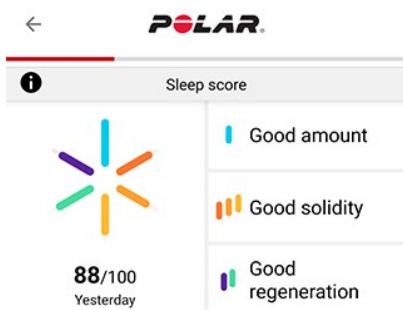 POLAR.
Sleep score
Good amount
Good solidity
Good
regeneration
88/100
Yesterday